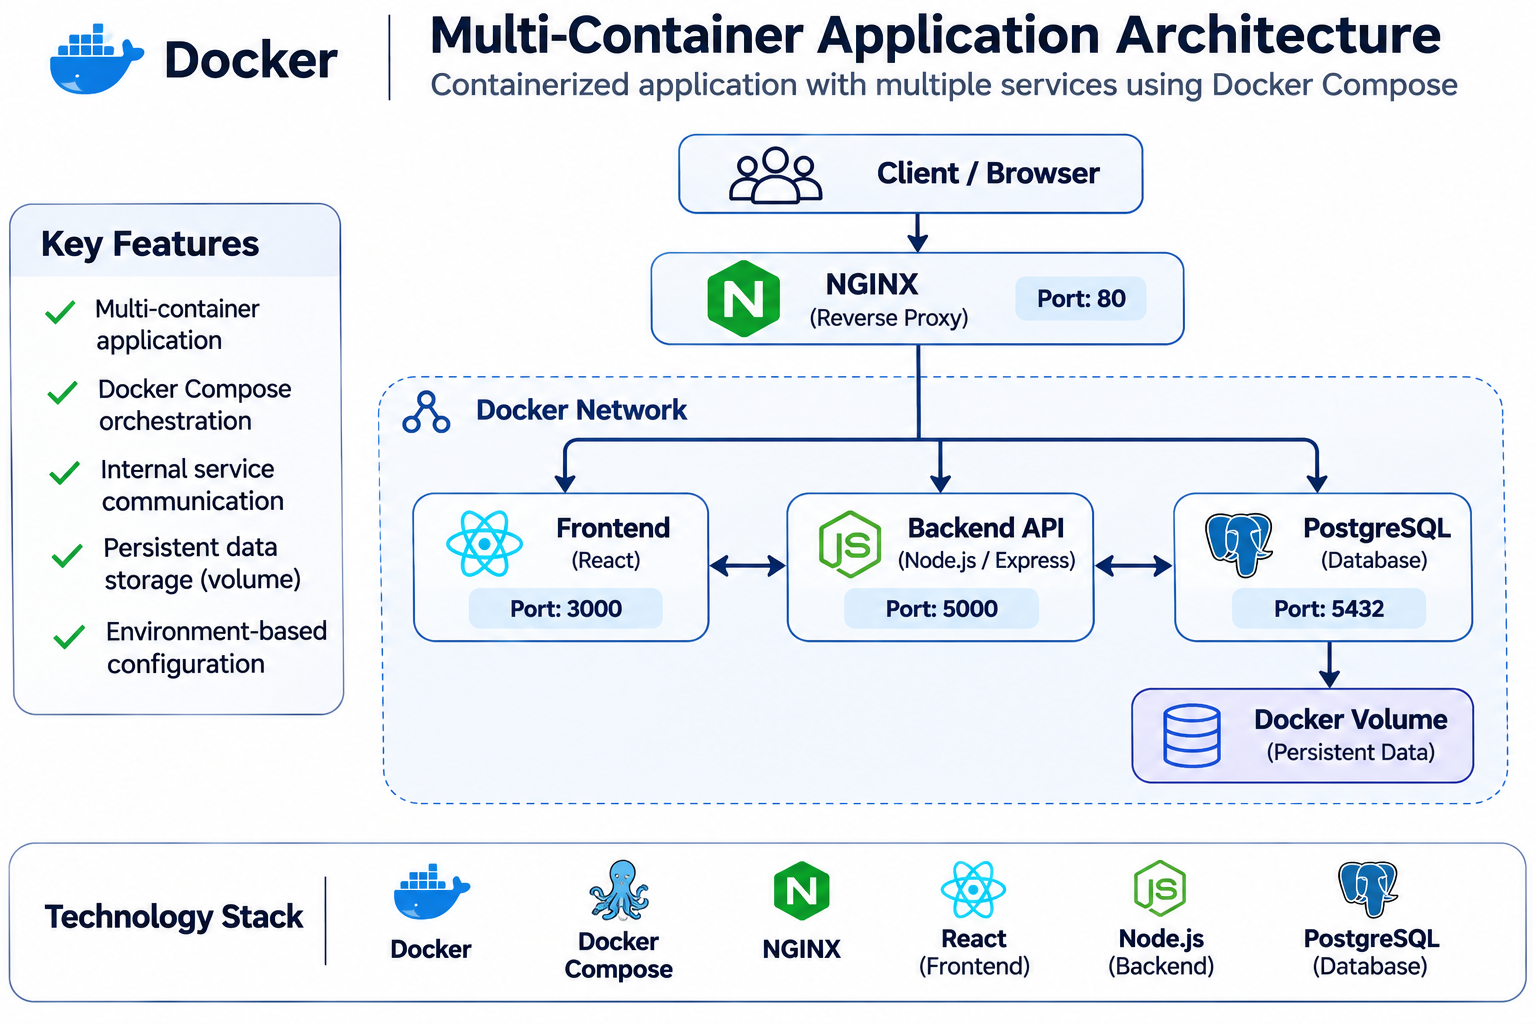 Docker
Multi-Container Application Architecture
Containerized application with multiple services using Docker Compose
Client / Browser
NGINX
(Reverse Proxy)
Port: 80
Key Features
Multi-container
application
Docker Compose
orchestration
Internal service
communication
Persistent data
storage (volume)
Environment-based
configuration
Docker Network
Frontend
(React)
Port: 3000
JS
Backend API
(Node.js / Express)
Port: 5000
PostgreSQL
(Database)
Port: 5432
Docker Volume
(Persistent Data)
Technology Stack
Docker
Docker
Compose
N
NGINX
React
(Frontend)
JS
Node.js
(Backend)
PostgreSQL
(Database)